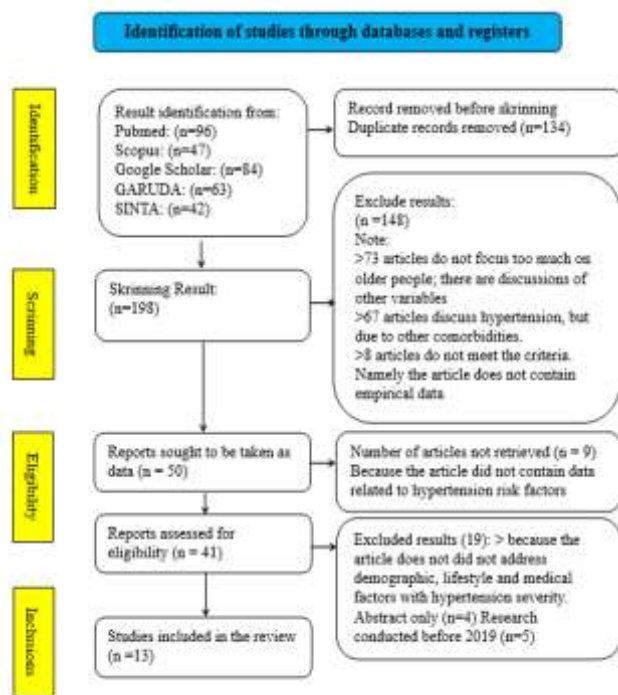 Identification of studies through databases and registers
Identification
Result identification from:
Pubmed: (n=96)
Scopus: (n=47)
Google Scholar: (n=84)
GARUDA: (n=63)
SINTA: (n=42)
Record removed before skrinning
Duplicate records removed (n=134)
Scrinning
Skrinning Result:
(n=198)
Exclude results:
(n =148)
Note:
>73 articles do not focus too much on
older people; there are discussions of
other variables
>67 articles discuss hypertension, but
due to other comorbidities.
>8 articles do not meet the criteria.
Namely the article does not contain
empirical data
Eligibility
Reports sought to be taken as
data (n = 50)
Number of articles not retrieved (n = 9)
Because the article did not contain data
related to hypertension risk factors
Reports assessed for
eligibility (n = 41)
Excluded results (19): > because the
article does not did not address
demographic, lifestyle and medical
factors with hypertension severity.
Abstract only (n=4) Research
conducted before 2019 (n=5)
Inclusions
Studies included in the review
(n =13)